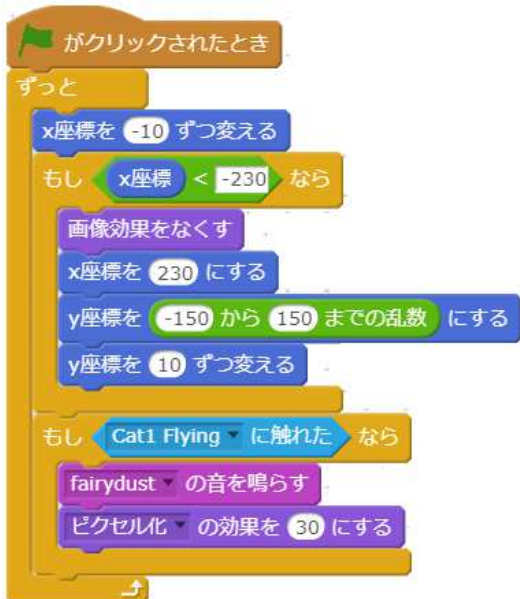 がクリックされたとき
ずっと
x座標を -10 ずつ変える
もし x座標 < -230 なら
画像効果をなくす
x座標を 230 にする
y座標を -150 から 150 までの乱数 にする
y座標を 10 ずつ変える
もし Cat1 Flying に触れた なら
fairydust の音を鳴らす
ピクセル化 の効果を 30 にする